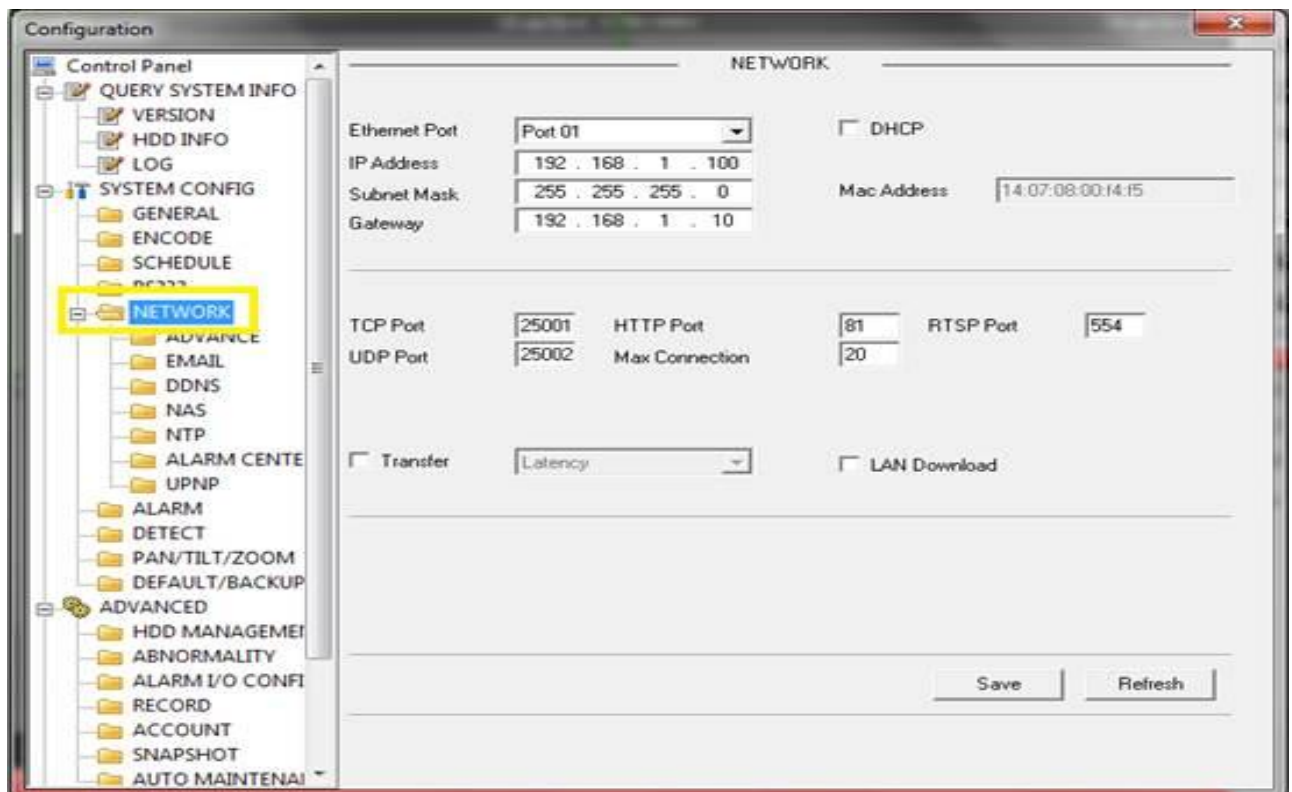 Configuration
Control Panel
QUERY SYSTEM INFO
VERSION
HDD INFO
LOG
SYSTEM CONFIG
GENERAL
ENCODE
SCHEDULE
RS232
NETWORK
ADVANCE
EMAIL
DDNS
NAS
NTP
ALARM CENTE
UPNP
ALARM
DETECT
PAN/TILT/ZOOM
DEFAULT/BACKUP
ADVANCED
HDD MANAGEMEN
ABNORMALITY
ALARM I/O CONFI
RECORD
ACCOUNT
SNAPSHOT
AUTO MAINTENAI
NETWORK
Ethernet Port Port 01 DHCP
IP Address 192 . 168 . 1 . 100
Subnet Mask 255 . 255 . 255 . 0 Mac Address 14:07:08:00:f4:f5
Gateway 192 . 168 . 1 . 10
TCP Port 25001 HTTP Port 81 RTSP Port 554
UDP Port 25002 Max Connection 20
Transfer Latency LAN Download
Save Refresh